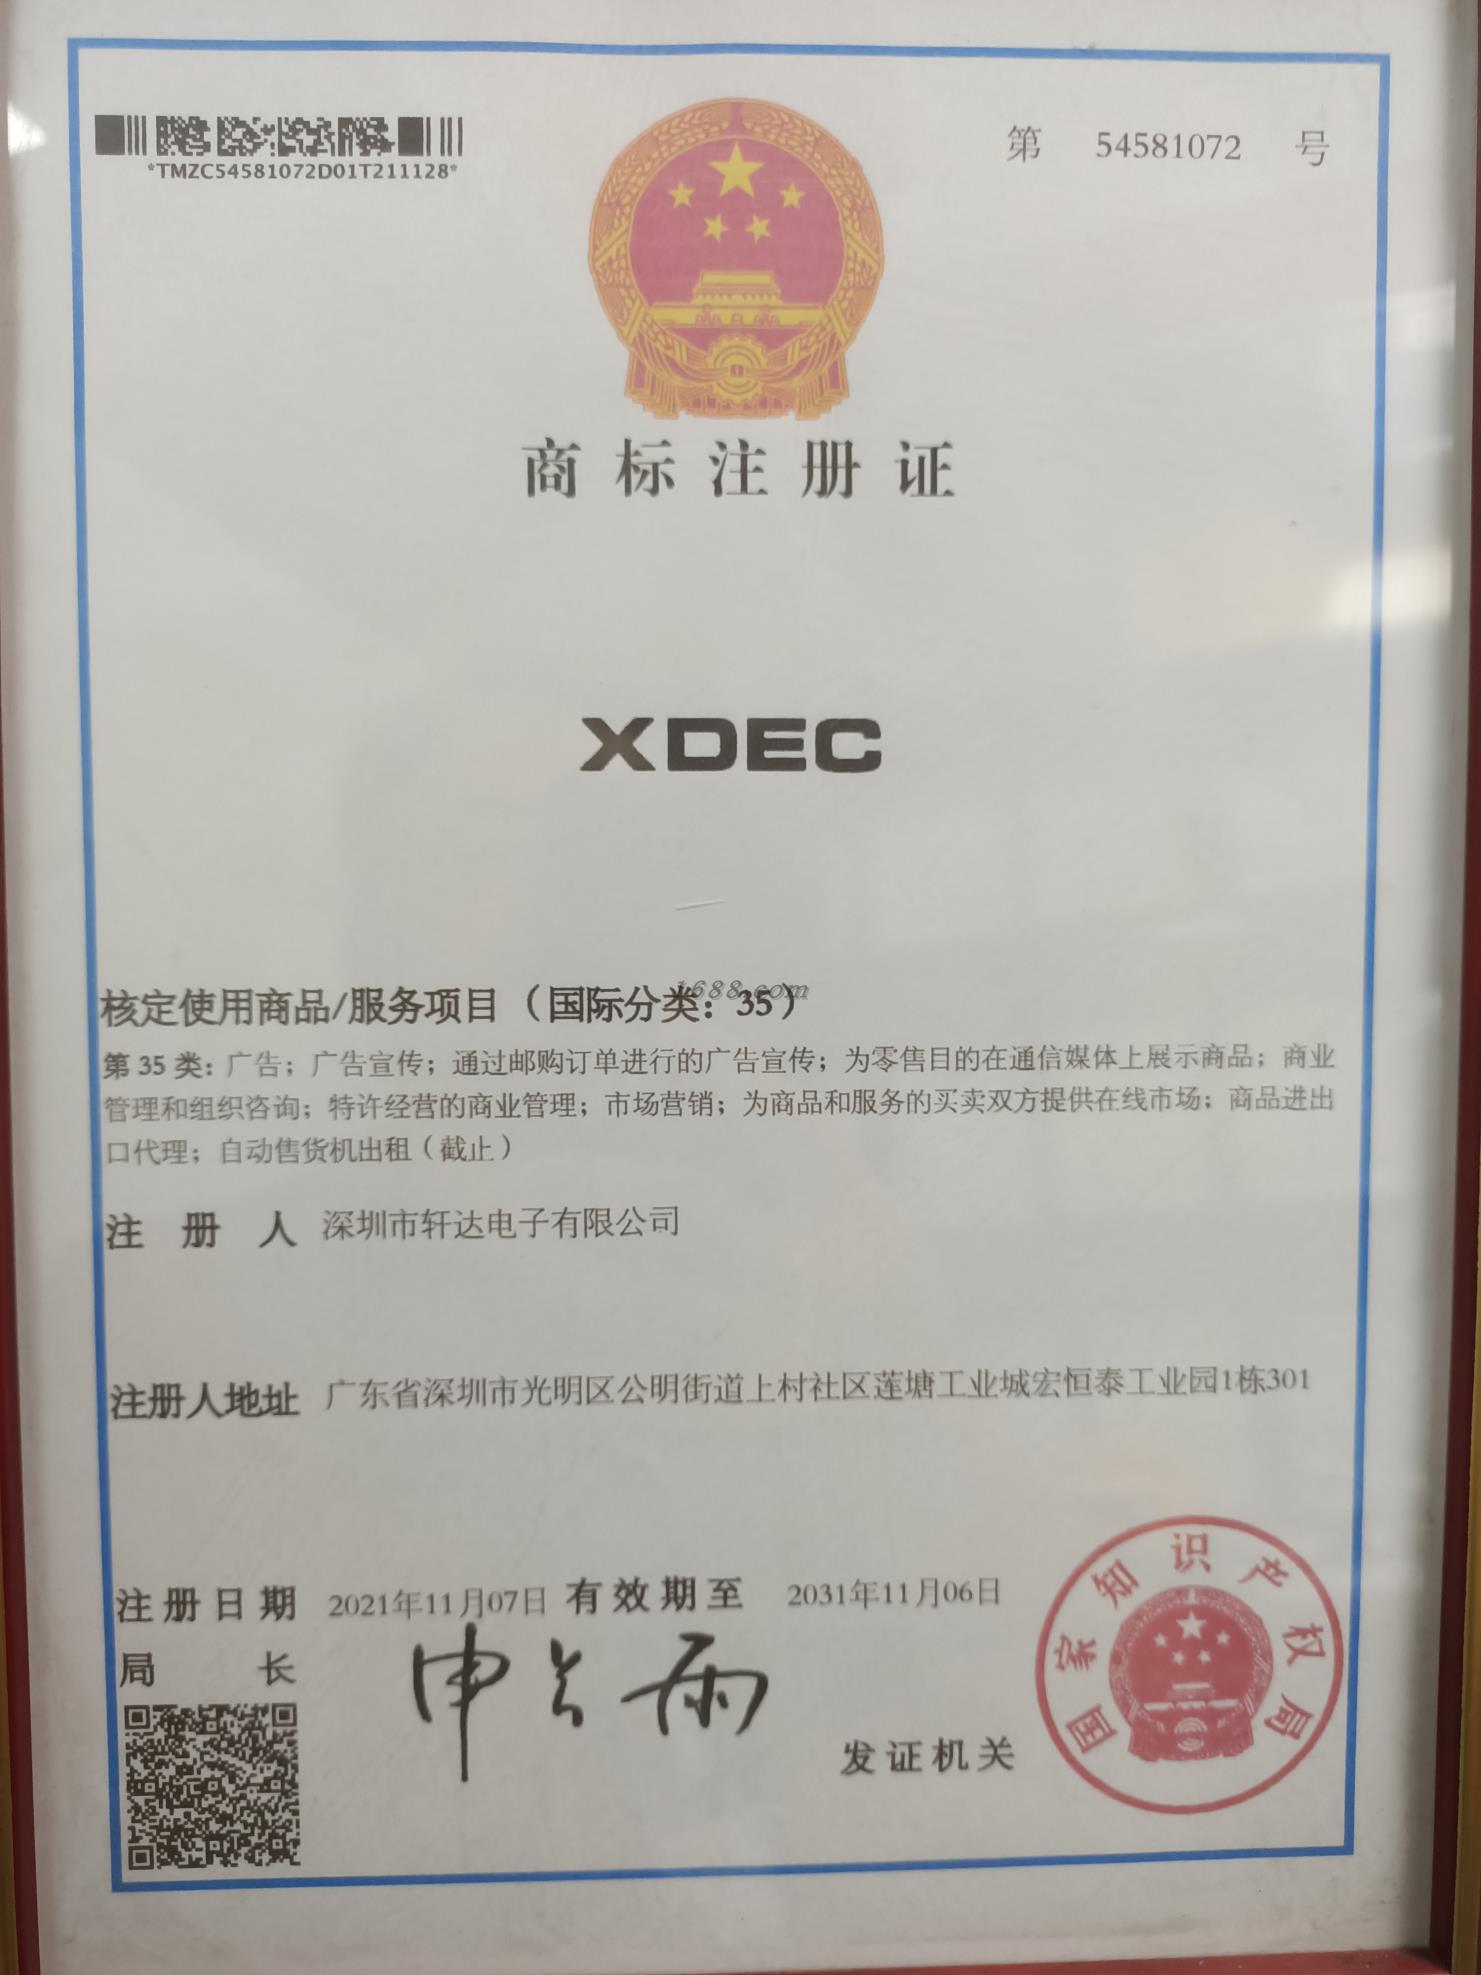 *TMZC54581072D01T211128*
第 54581072 号
商标注册证
XDEC
1688.com
核定使用商品/服务项目（国际分类：35）
第 35 类：广告；广告宣传；通过邮购订单进行的广告宣传；为零售目的在通信媒体上展示商品；商业
管理和组织咨询；特许经营的商业管理；市场营销；为商品和服务的买卖双方提供在线市场；商品进出
口代理；自动售货机出租（截止）
注册人 深圳市轩达电子有限公司
注册人地址 广东省深圳市光明区公明街道上村社区莲塘工业城宏恒泰工业园1栋301
注册日期 2021年11月07日 有效期至 2031年11月06日
局长 申长雨
发证机关
国家知识产权局